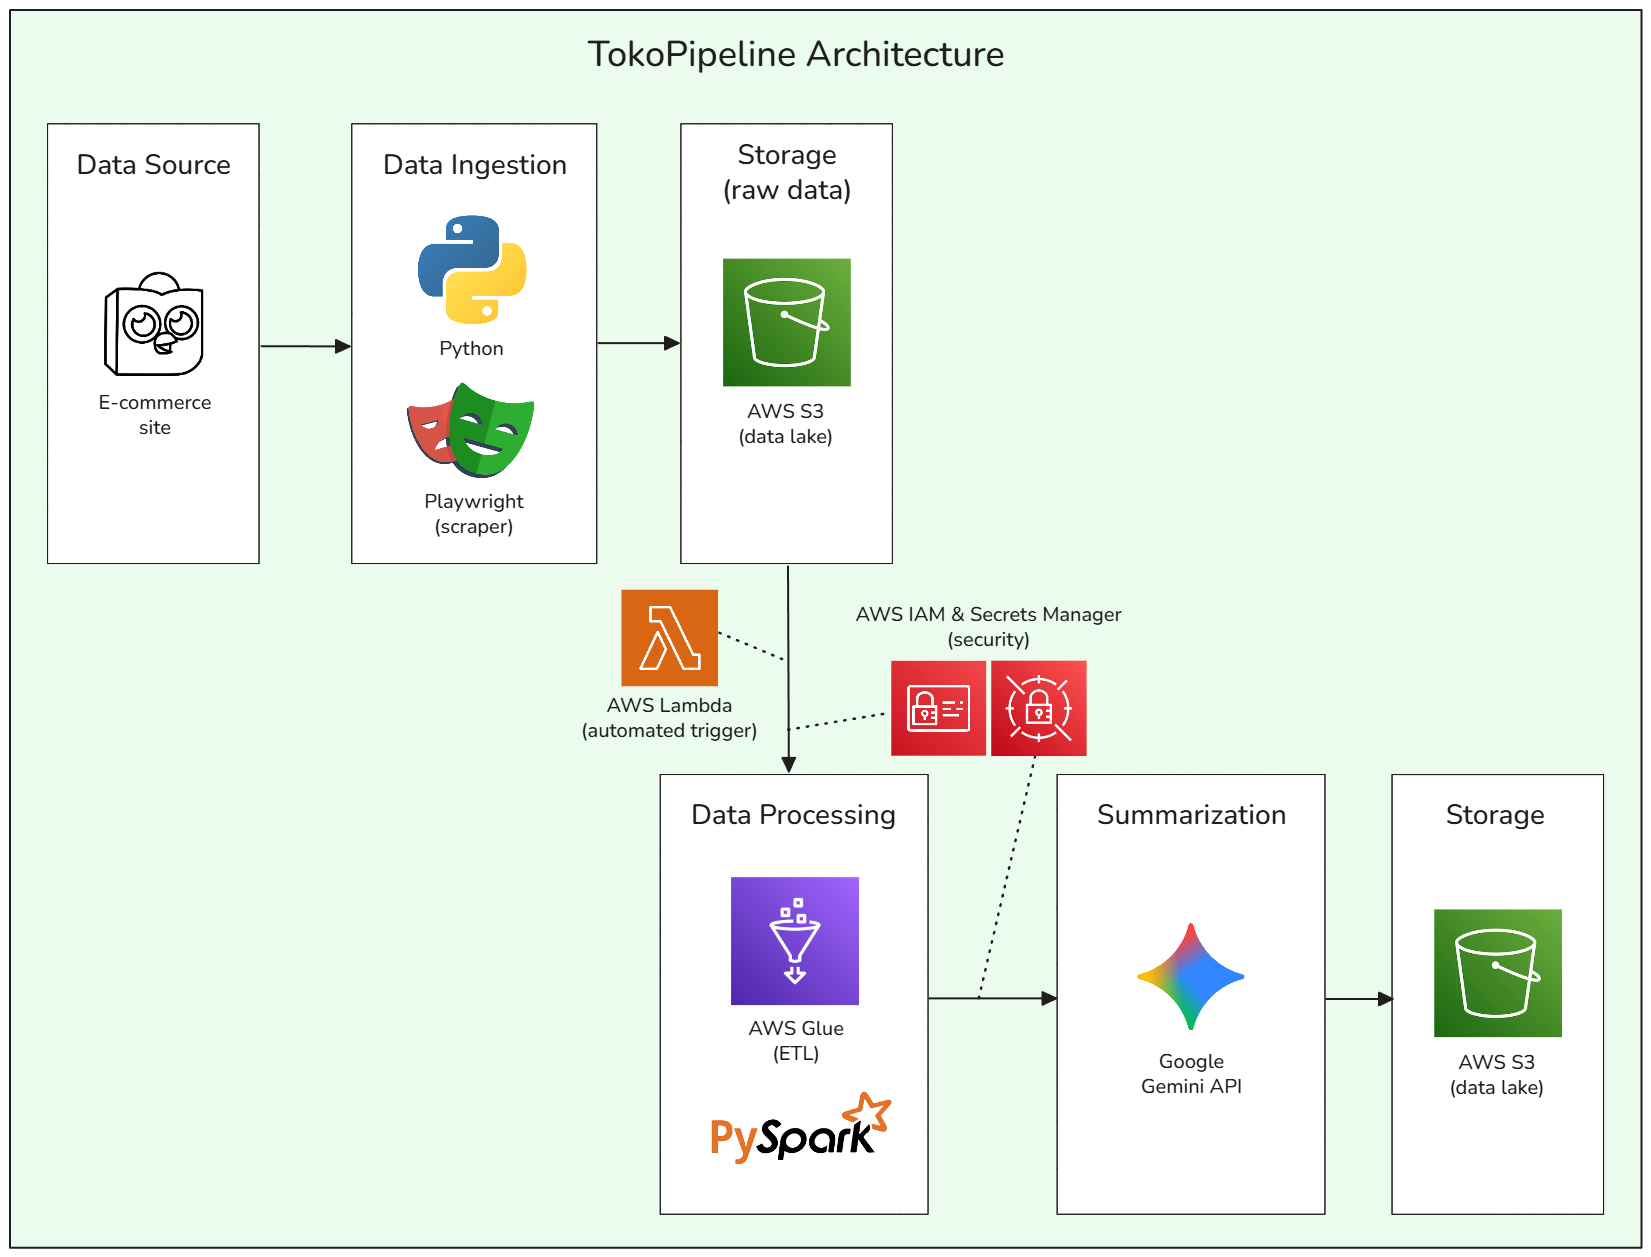 TokoPipeline Architecture
Data Source
E-commerce
site
Data Ingestion
Python
Playwright
(scraper)
Storage
(raw data)
AWS S3
(data lake)
AWS Lambda
(automated trigger)
AWS IAM & Secrets Manager
(security)
Data Processing
AWS Glue
(ETL)
PySpark
Summarization
Google
Gemini API
Storage
AWS S3
(data lake)